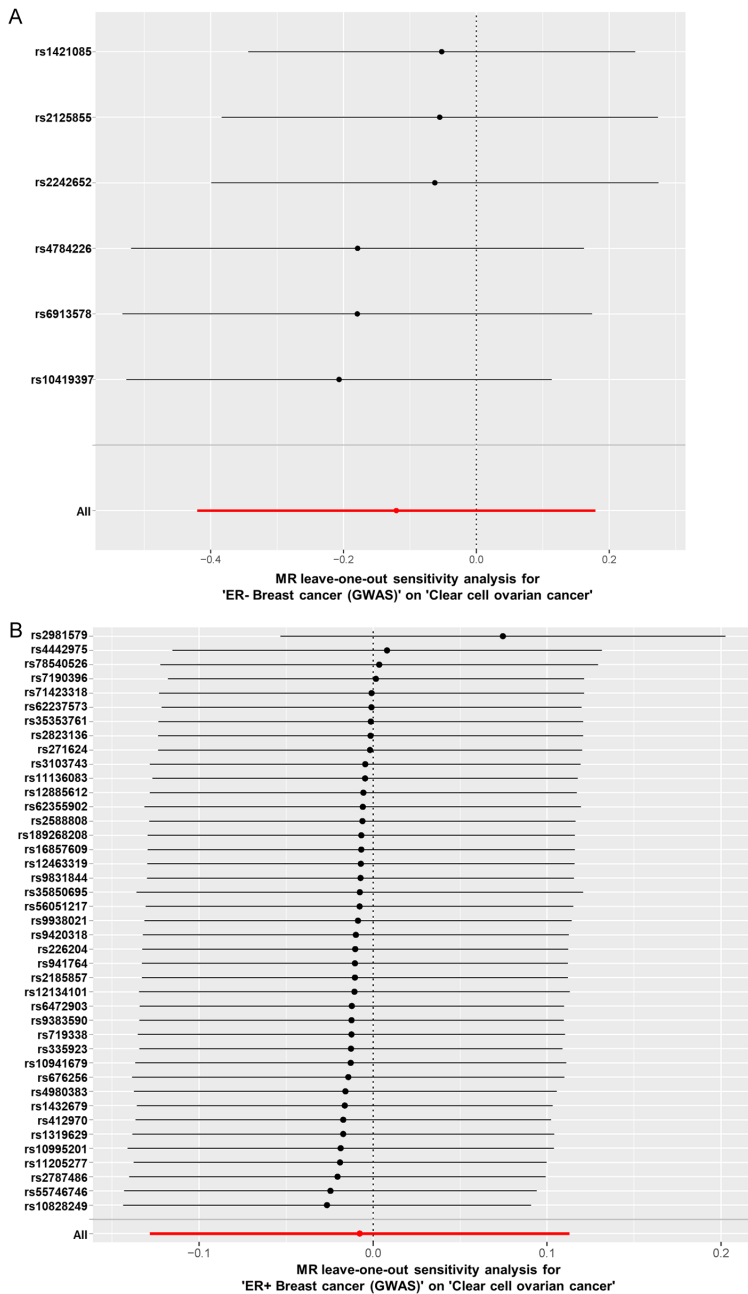 A
rs1421085
rs2125855
rs2242652
rs4784226
rs6913578
rs10419397
All
−0.4 −0.2 0.0 0.2
MR leave-one-out sensitivity analysis for
'ER- Breast cancer (GWAS)' on 'Clear cell ovarian cancer'
B
rs2981579
rs4442975
rs78540526
rs7190396
rs71423318
rs62237573
rs35353761
rs2823136
rs271624
rs3103743
rs11136083
rs12885612
rs62355902
rs2588808
rs189268208
rs16857609
rs12463319
rs9831844
rs35850695
rs56051217
rs9938021
rs9420318
rs226204
rs941764
rs2185857
rs12134101
rs6472903
rs9383590
rs719338
rs335923
rs10941679
rs676256
rs4980383
rs1432679
rs412970
rs1319629
rs10995201
rs11205277
rs2787486
rs55746746
rs10828249
All
−0.1 0.0 0.1 0.2
MR leave-one-out sensitivity analysis for
'ER+ Breast cancer (GWAS)' on 'Clear cell ovarian cancer'